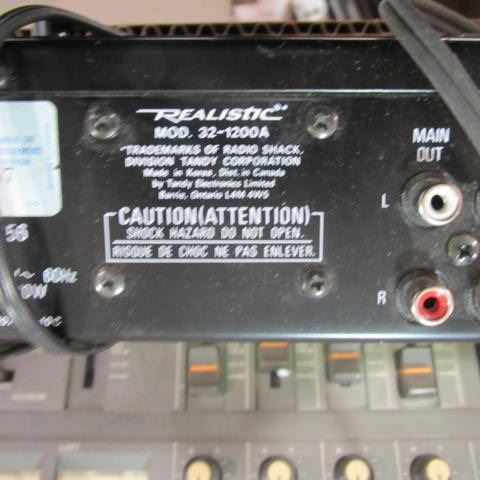 REALISTIC
MOD. 32-1200A
*TRADEMARKS OF RADIO SHACK,
DIVISION TANDY CORPORATION
Made in Korea, Dist. in Canada
by Tandy Electronics Limited
Barrie, Ontario L4M 4W5
CAUTION(ATTENTION)
SHOCK HAZARD DO NOT OPEN.
RISQUE DE CHOC NE PAS ENLEVER.
MAIN
OUT
L
R
56
~ 60Hz